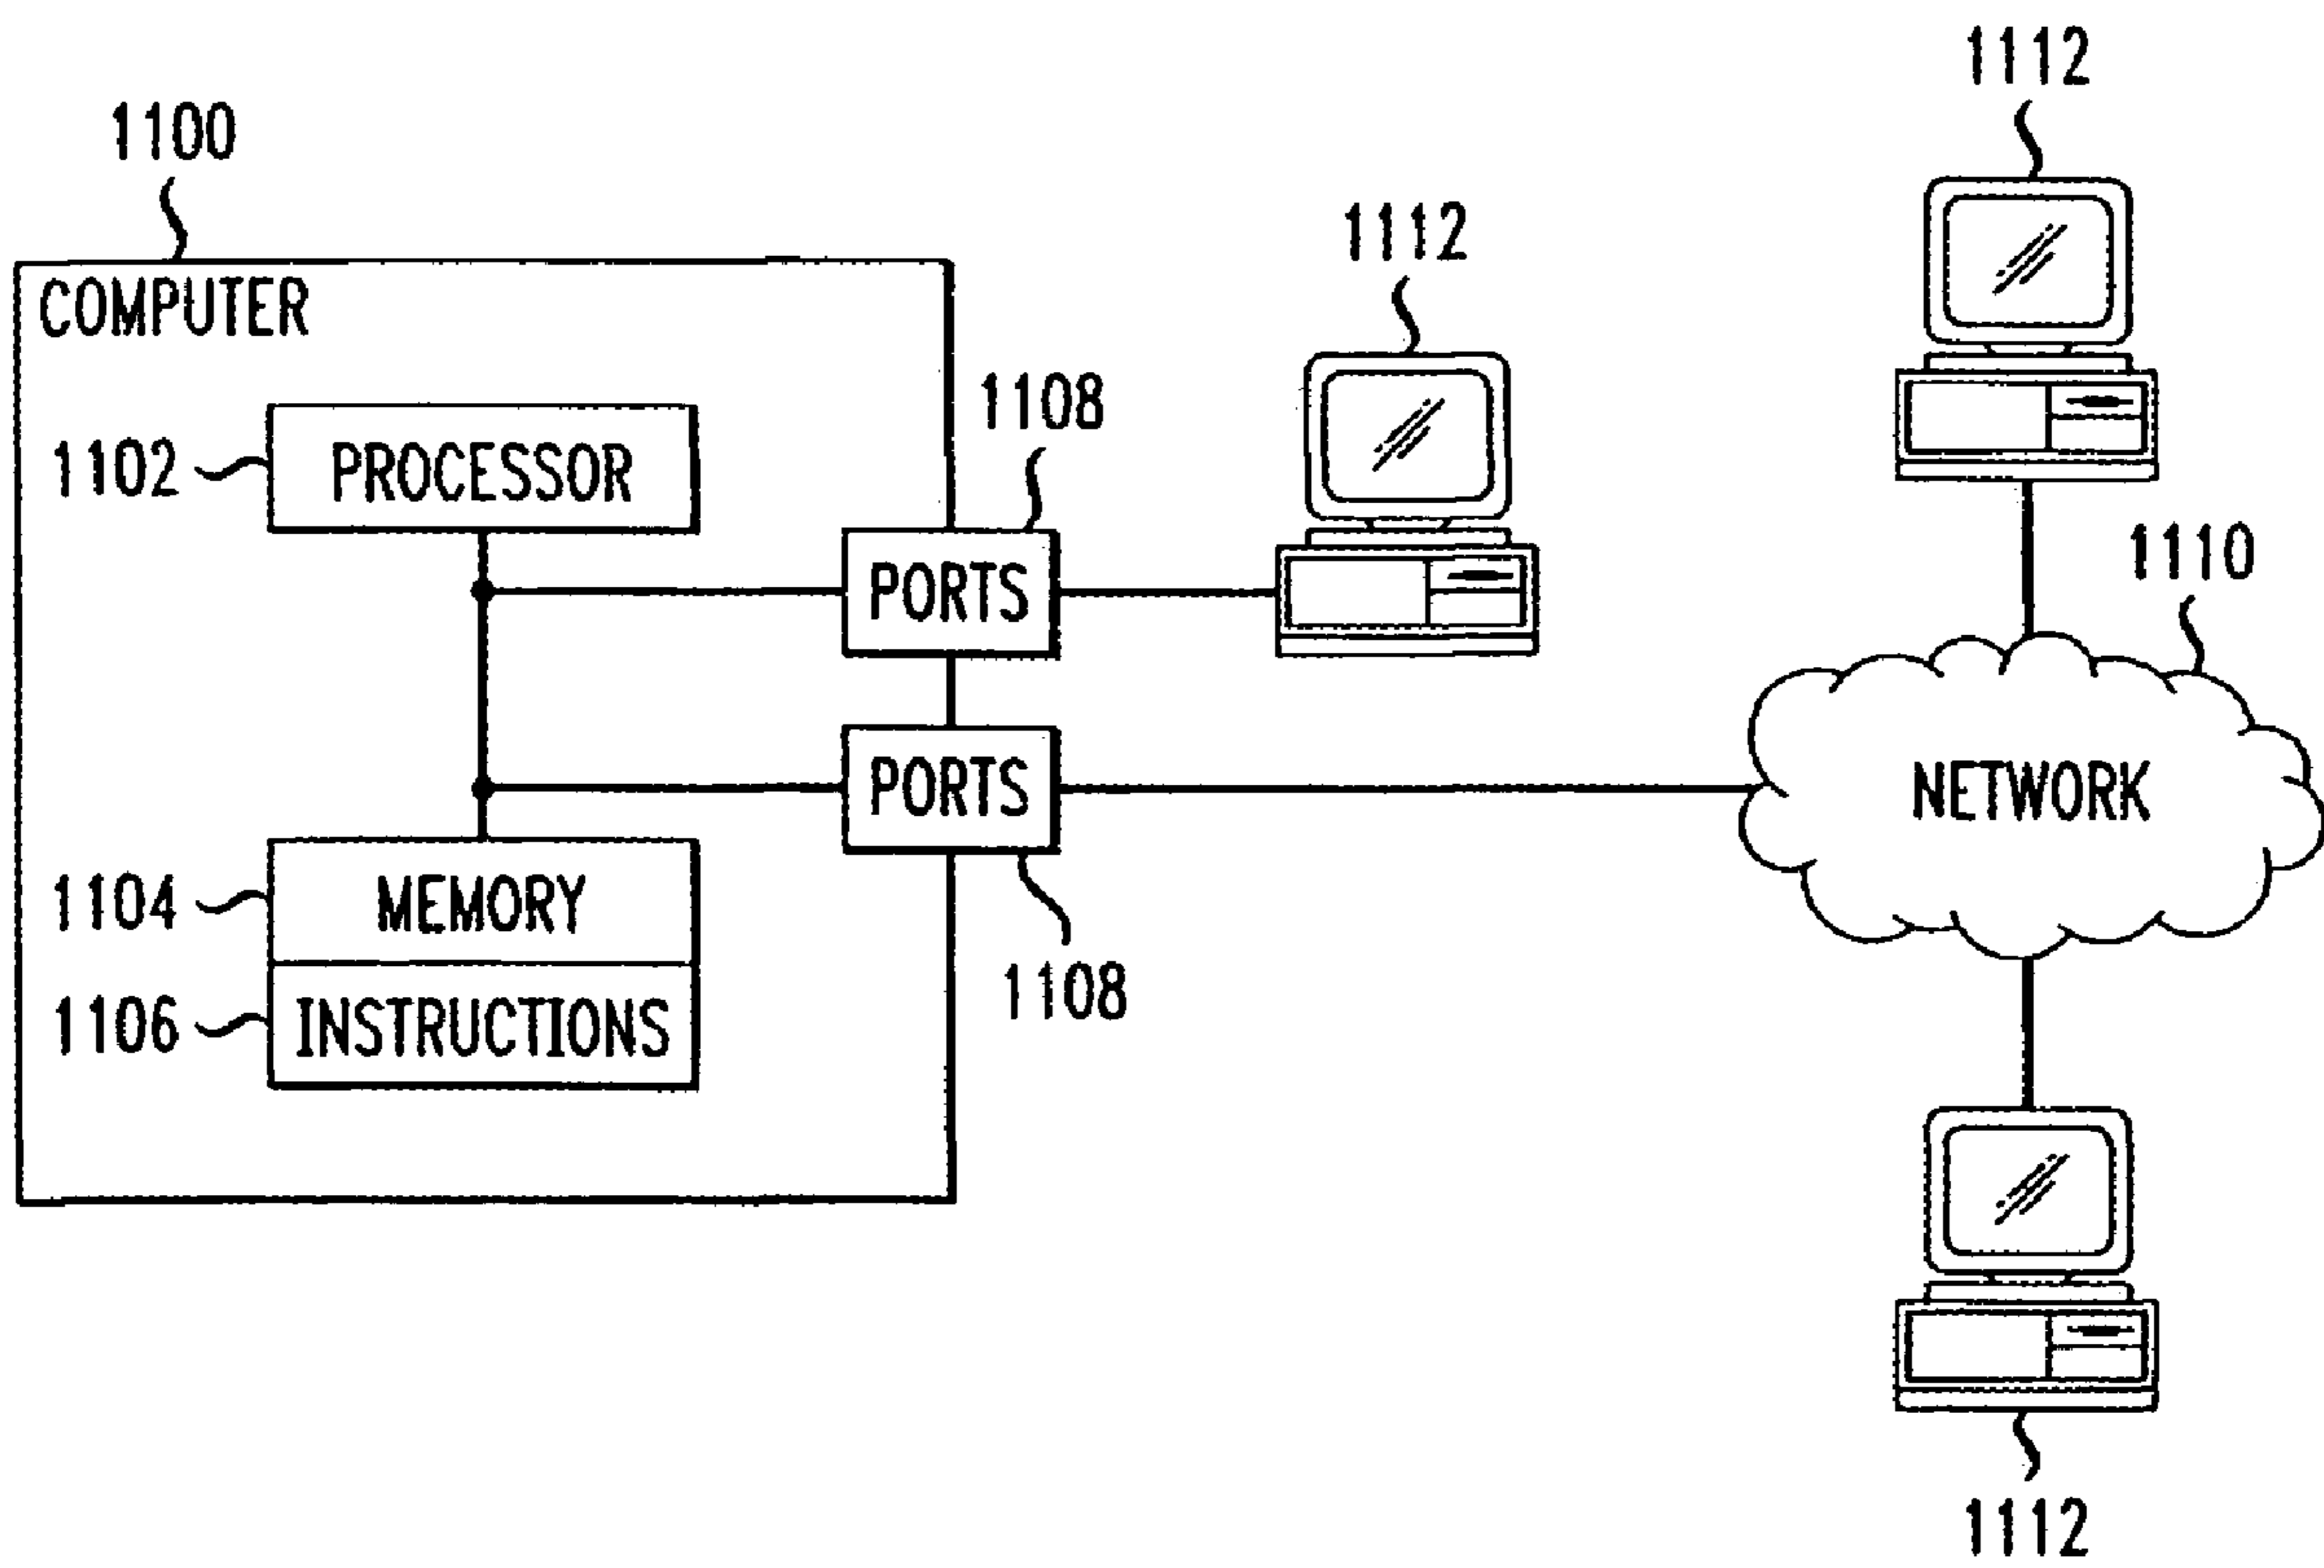 1112
1100
1112
COMPUTER
1108
1102
PROCESSOR
1110
PORTS
PORTS
NETWORK
1104
MEMORY
1108
1106
INSTRUCTIONS
1112